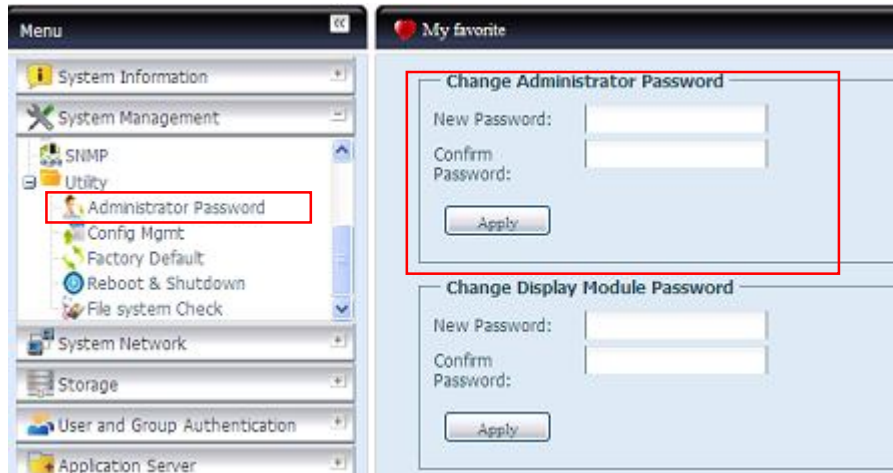 Menu
System Information
System Management
SNMP
Utility
Administrator Password
Config Mgmt
Factory Default
Reboot & Shutdown
File system Check
System Network
Storage
User and Group Authentication
Application Server
My favorite
Change Administrator Password
New Password:
Confirm
Password:
Apply
Change Display Module Password
New Password:
Confirm
Password:
Apply